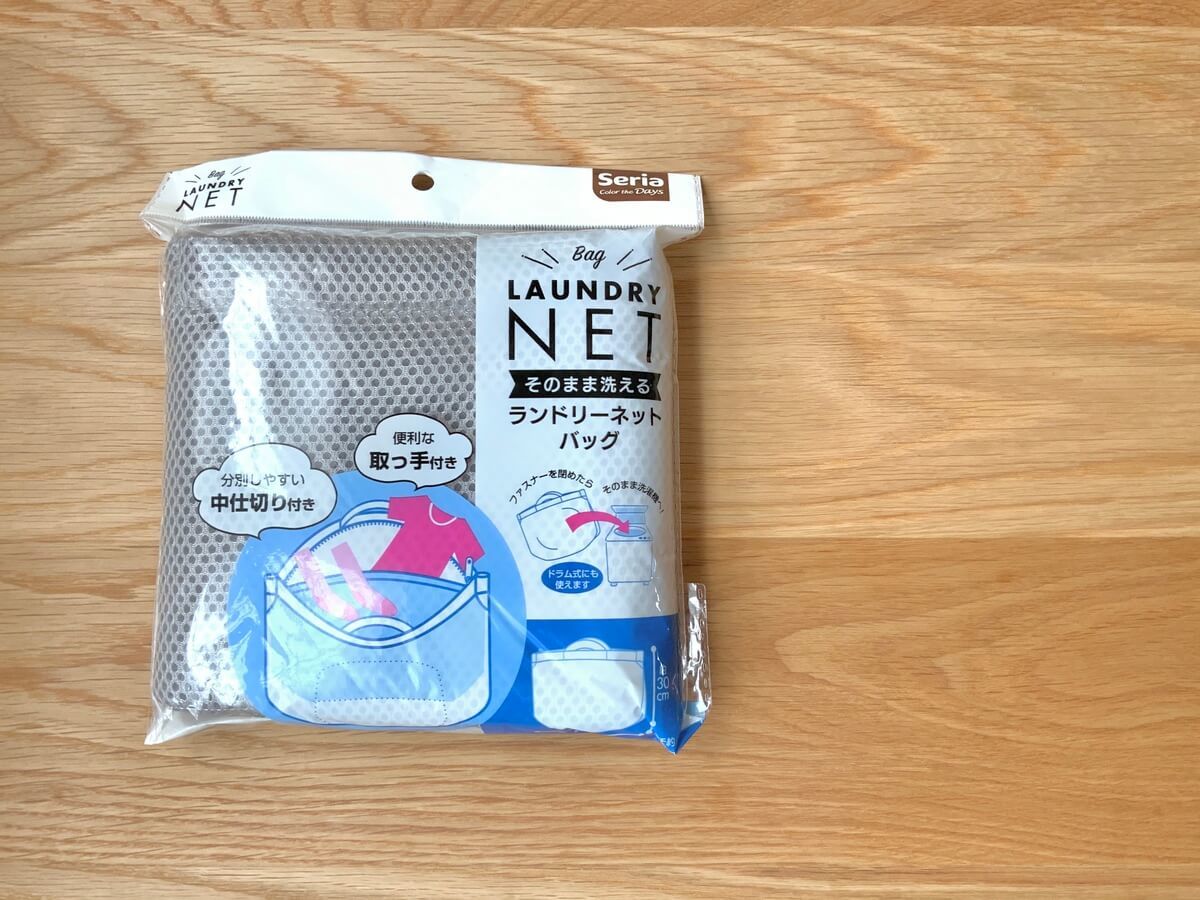 Bag
LAUNDRY
NET
Seria
Color the Days
Bag
LAUNDRY
NET
そのまま洗える
ランドリーネット
バッグ
便利な
取っ手付き
分別しやすい
中仕切り付き
ファスナーを閉めたら
そのまま洗濯機へ!
ドラム式にも
使えます
30
cm